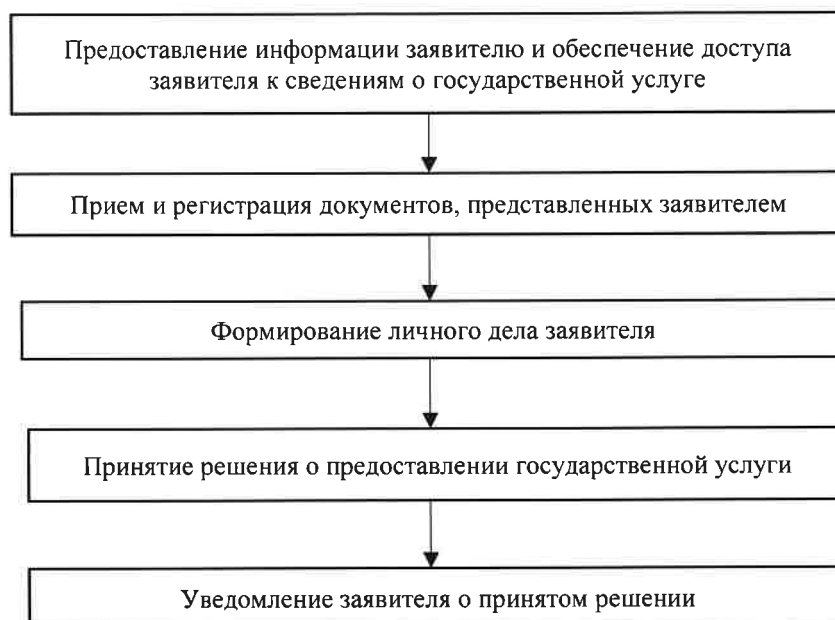 Предоставление информации заявителю и обеспечение доступа
заявителя к сведениям о государственной услуге
Прием и регистрация документов, представленных заявителем
Формирование личного дела заявителя
Принятие решения о предоставлении государственной услуги
Уведомление заявителя о принятом решении